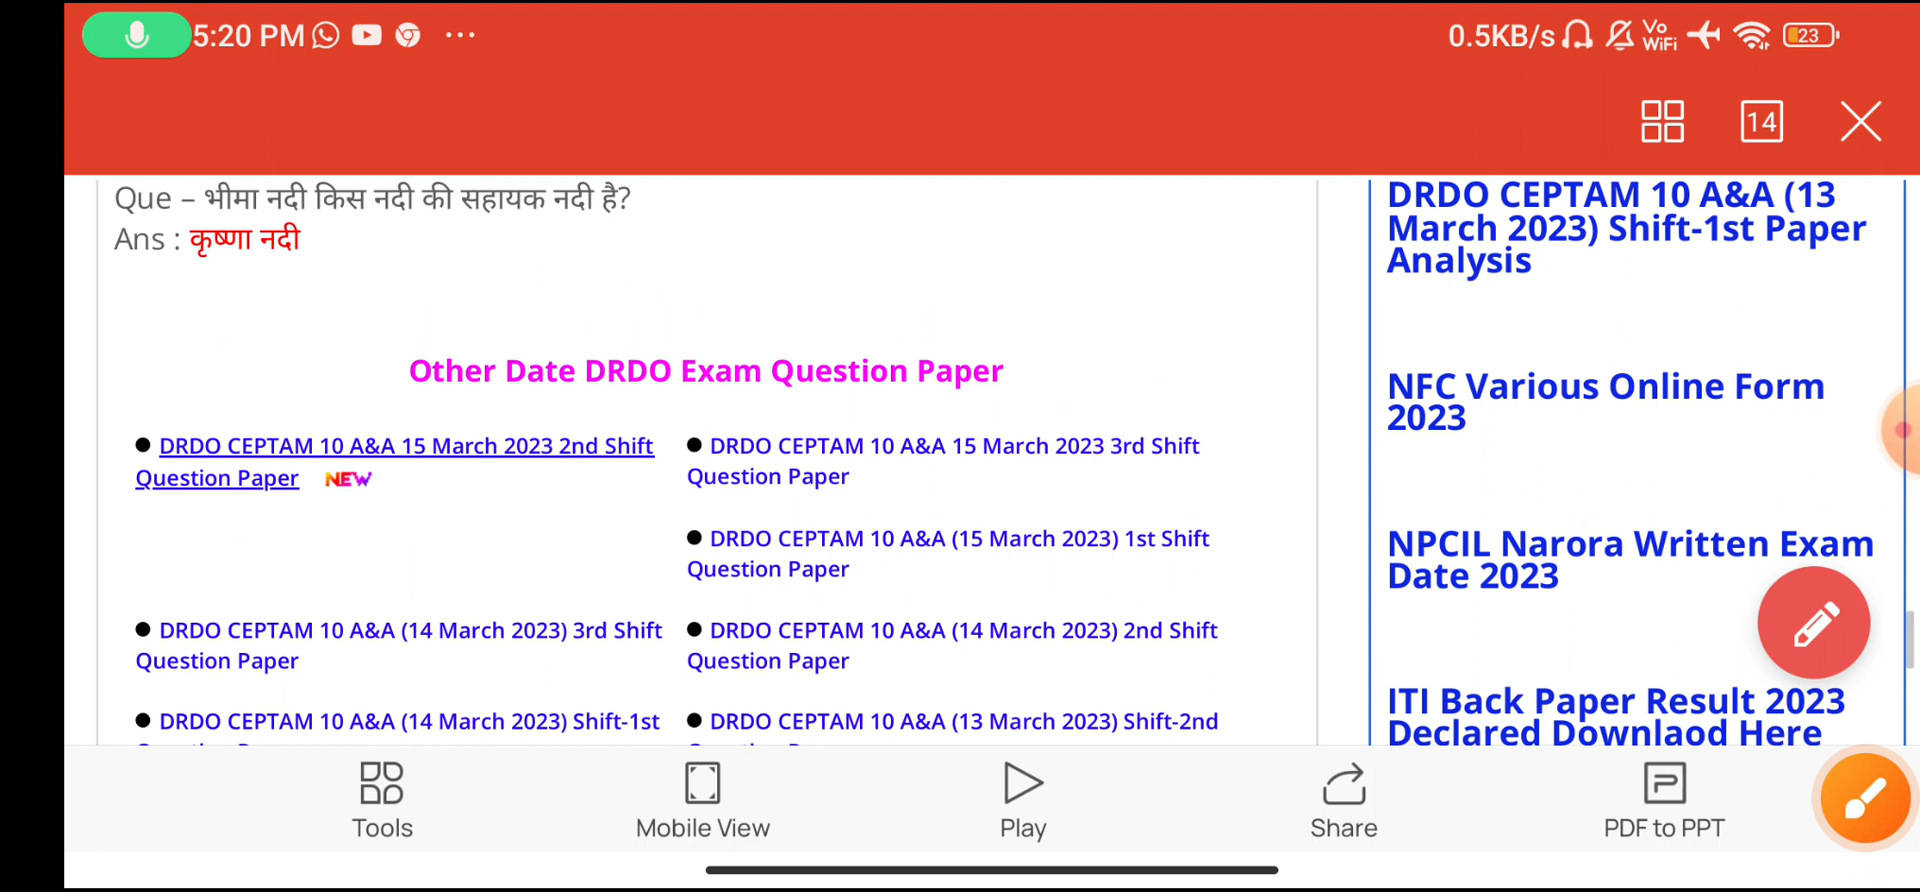 5:20 PM
0.5KB/s
Vo
WiFi
23
14
Que – भीमा नदी किस नदी की सहायक नदी है?
Ans : कृष्णा नदी
Other Date DRDO Exam Question Paper
● DRDO CEPTAM 10 A&A 15 March 2023 2nd Shift
Question Paper NEW
● DRDO CEPTAM 10 A&A 15 March 2023 3rd Shift
Question Paper
● DRDO CEPTAM 10 A&A (15 March 2023) 1st Shift
Question Paper
● DRDO CEPTAM 10 A&A (14 March 2023) 3rd Shift
Question Paper
● DRDO CEPTAM 10 A&A (14 March 2023) 2nd Shift
Question Paper
● DRDO CEPTAM 10 A&A (14 March 2023) Shift-1st
● DRDO CEPTAM 10 A&A (13 March 2023) Shift-2nd
DRDO CEPTAM 10 A&A (13
March 2023) Shift-1st Paper
Analysis
NFC Various Online Form
2023
NPCIL Narora Written Exam
Date 2023
ITI Back Paper Result 2023
Declared Downlaod Here
Tools
Mobile View
Play
Share
PDF to PPT